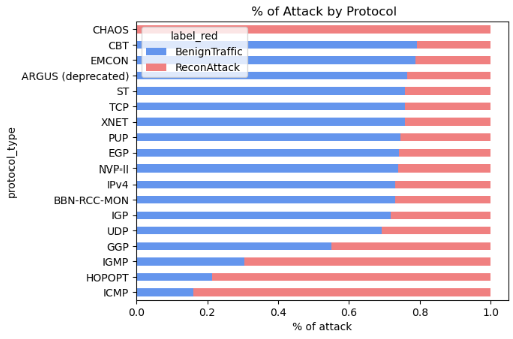 % of Attack by Protocol
label_red
BenignTraffic
ReconAttack
protocol_type
CHAOS
CBT
EMCON
ARGUS (deprecated)
ST
TCP
XNET
PUP
EGP
NVP-II
IPv4
BBN-RCC-MON
IGP
UDP
GGP
IGMP
HOPOPT
ICMP
0.0 0.2 0.4 0.6 0.8 1.0
% of attack